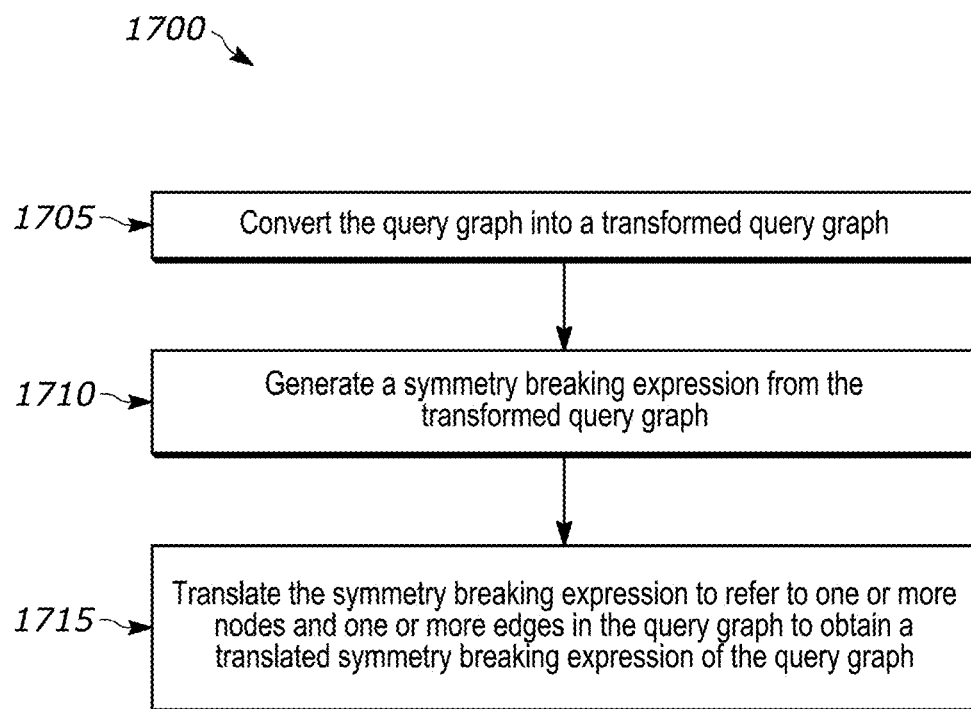 1700
1705
Convert the query graph into a transformed query graph
1710
Generate a symmetry breaking expression from the
transformed query graph
1715
Translate the symmetry breaking expression to refer to one or more
nodes and one or more edges in the query graph to obtain a
translated symmetry breaking expression of the query graph